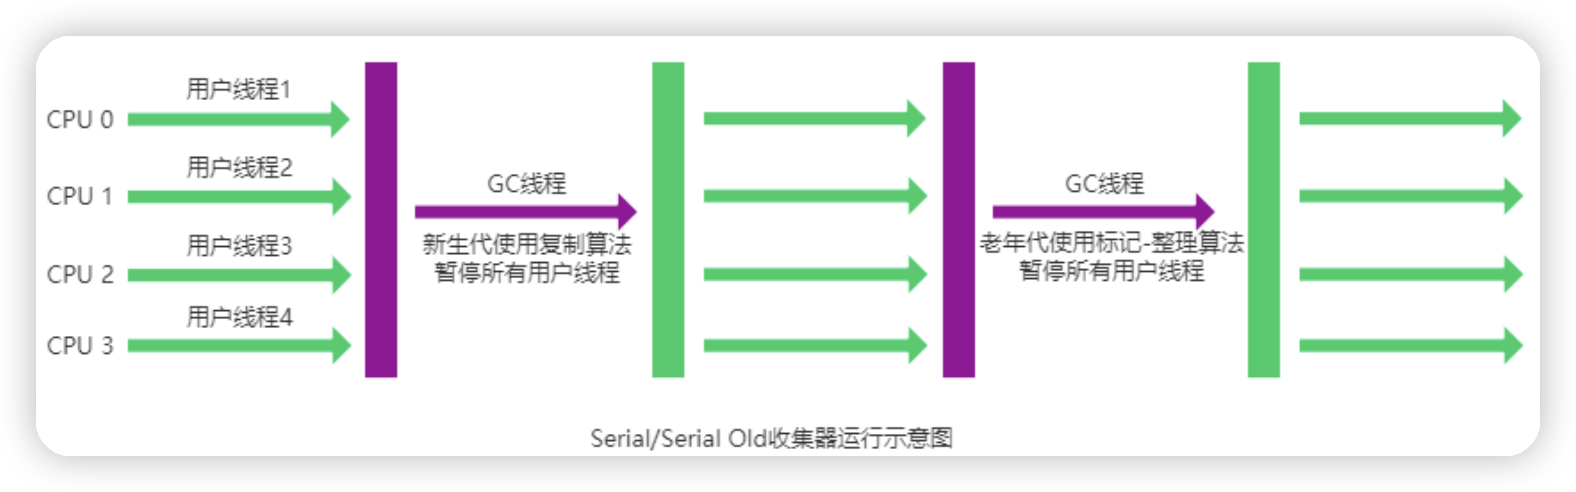 用户线程1
CPU 0
用户线程2
CPU 1
用户线程3
CPU 2
用户线程4
CPU 3
GC线程
新生代使用复制算法
暂停所有用户线程
GC线程
老年代使用标记-整理算法
暂停所有用户线程
Serial/Serial Old收集器运行示意图